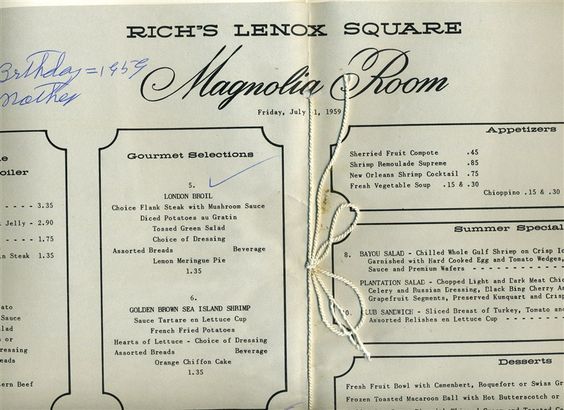 RICH'S LENOX SQUARE
Magnolia Room
Friday, July 1, 1959
Birthday = 1959
Mother
oiler
- - - - 3.35
Jelly - 2.90
- - - - 1.75
Steak 1.35
ato
Sauce
lad
s or
ressing
eads
ern Beef
Gourmet Selections
5.
LONDON BROIL
Choice Flank Steak with Mushroom Sauce
Diced Potatoes au Gratin
Tossed Green Salad
Choice of Dressing
Assorted Breads Beverage
Lemon Meringue Pie
1.35
6.
GOLDEN BROWN SEA ISLAND SHRIMP
Sauce Tartare en Lettuce Cup
French Fried Potatoes
Hearts of Lettuce - Choice of Dressing
Assorted Breads Beverage
Orange Chiffon Cake
1.35
Appetizers
Sherried Fruit Compote .45
Shrimp Remoulade Supreme .85
New Orleans Shrimp Cocktail .75
Fresh Vegetable Soup .15 & .30
Chioppino .15 & .30
Summer Special
8. BAYOU SALAD - Chilled Whole Gulf Shrimp on Crisp
Garnished with Hard Cooked Egg and Tomato Wedges,
Sauce and Premium Wafers - - - - - - - - - -
PLANTATION SALAD - Chopped Light and Dark Meat
Celery and Russian Dressing, Black Bing Cherry
Grapefruit Segments, Preserved Kumquart and Crisp
10. CLUB SANDWICH - Sliced Breast of Turkey,
Assorted Relishes en Lettuce Cup - - - - -
Desserts
Fresh Fruit Bowl with Camenbert, Roquefort or Swiss
Frozen Toasted Macaroon Ball with Hot Butterscotch or